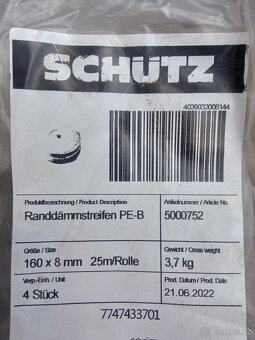 SCHÜTZ
4039032006144
Produktbezeichnung / Product Description
Artikelnummer / Article No.
Randdämmstreifen PE-B
5000752
Größe / Size
Gewicht / Cross weight
160 x 8 mm 25m/Rolle
3,7 kg
Verp.-Einh. / Unit
Prod. Datum / Prod. Date
4 Stück
21.06.2022
7747433701